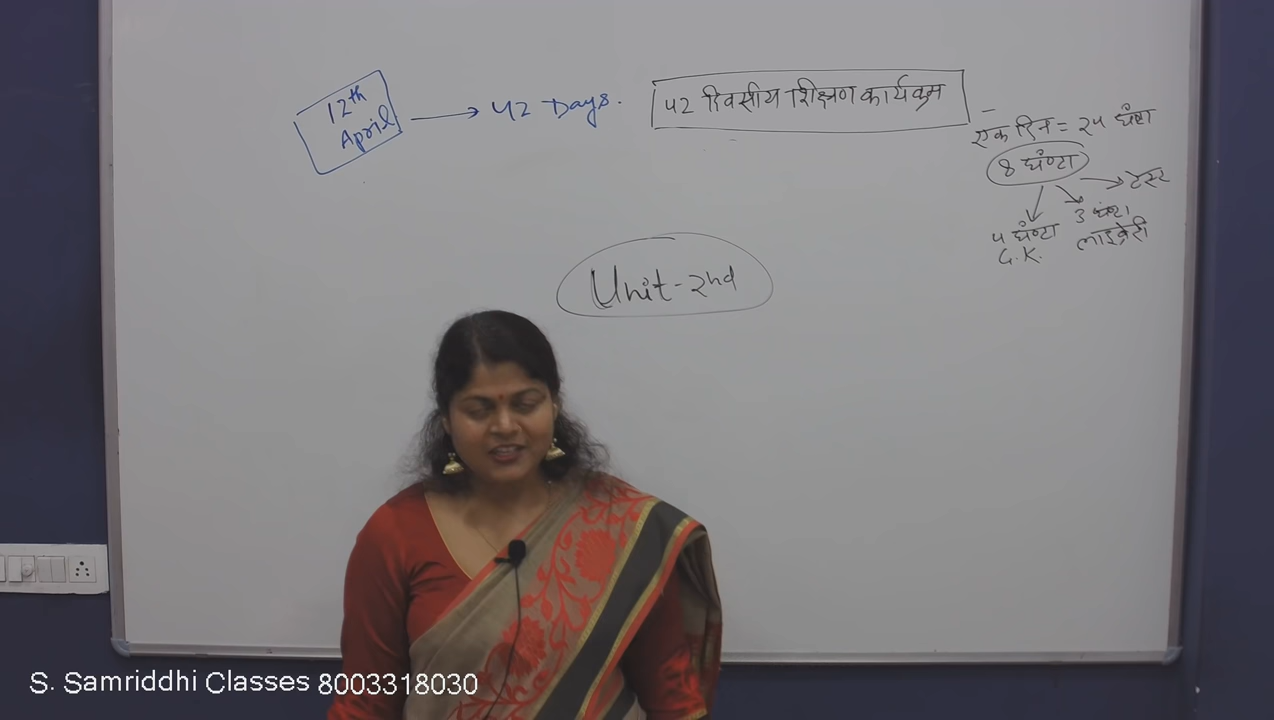 12th
April
42 Days.
42 दिवसीय शिक्षण कार्यक्रम
एक दिन = 24 घंटा
8 घंण्टा
टेस्ट
3 घंटा
लाइब्रेरी
4 घंण्टा
G.K.
Unit-2nd
S. Samriddhi Classes 8003318030